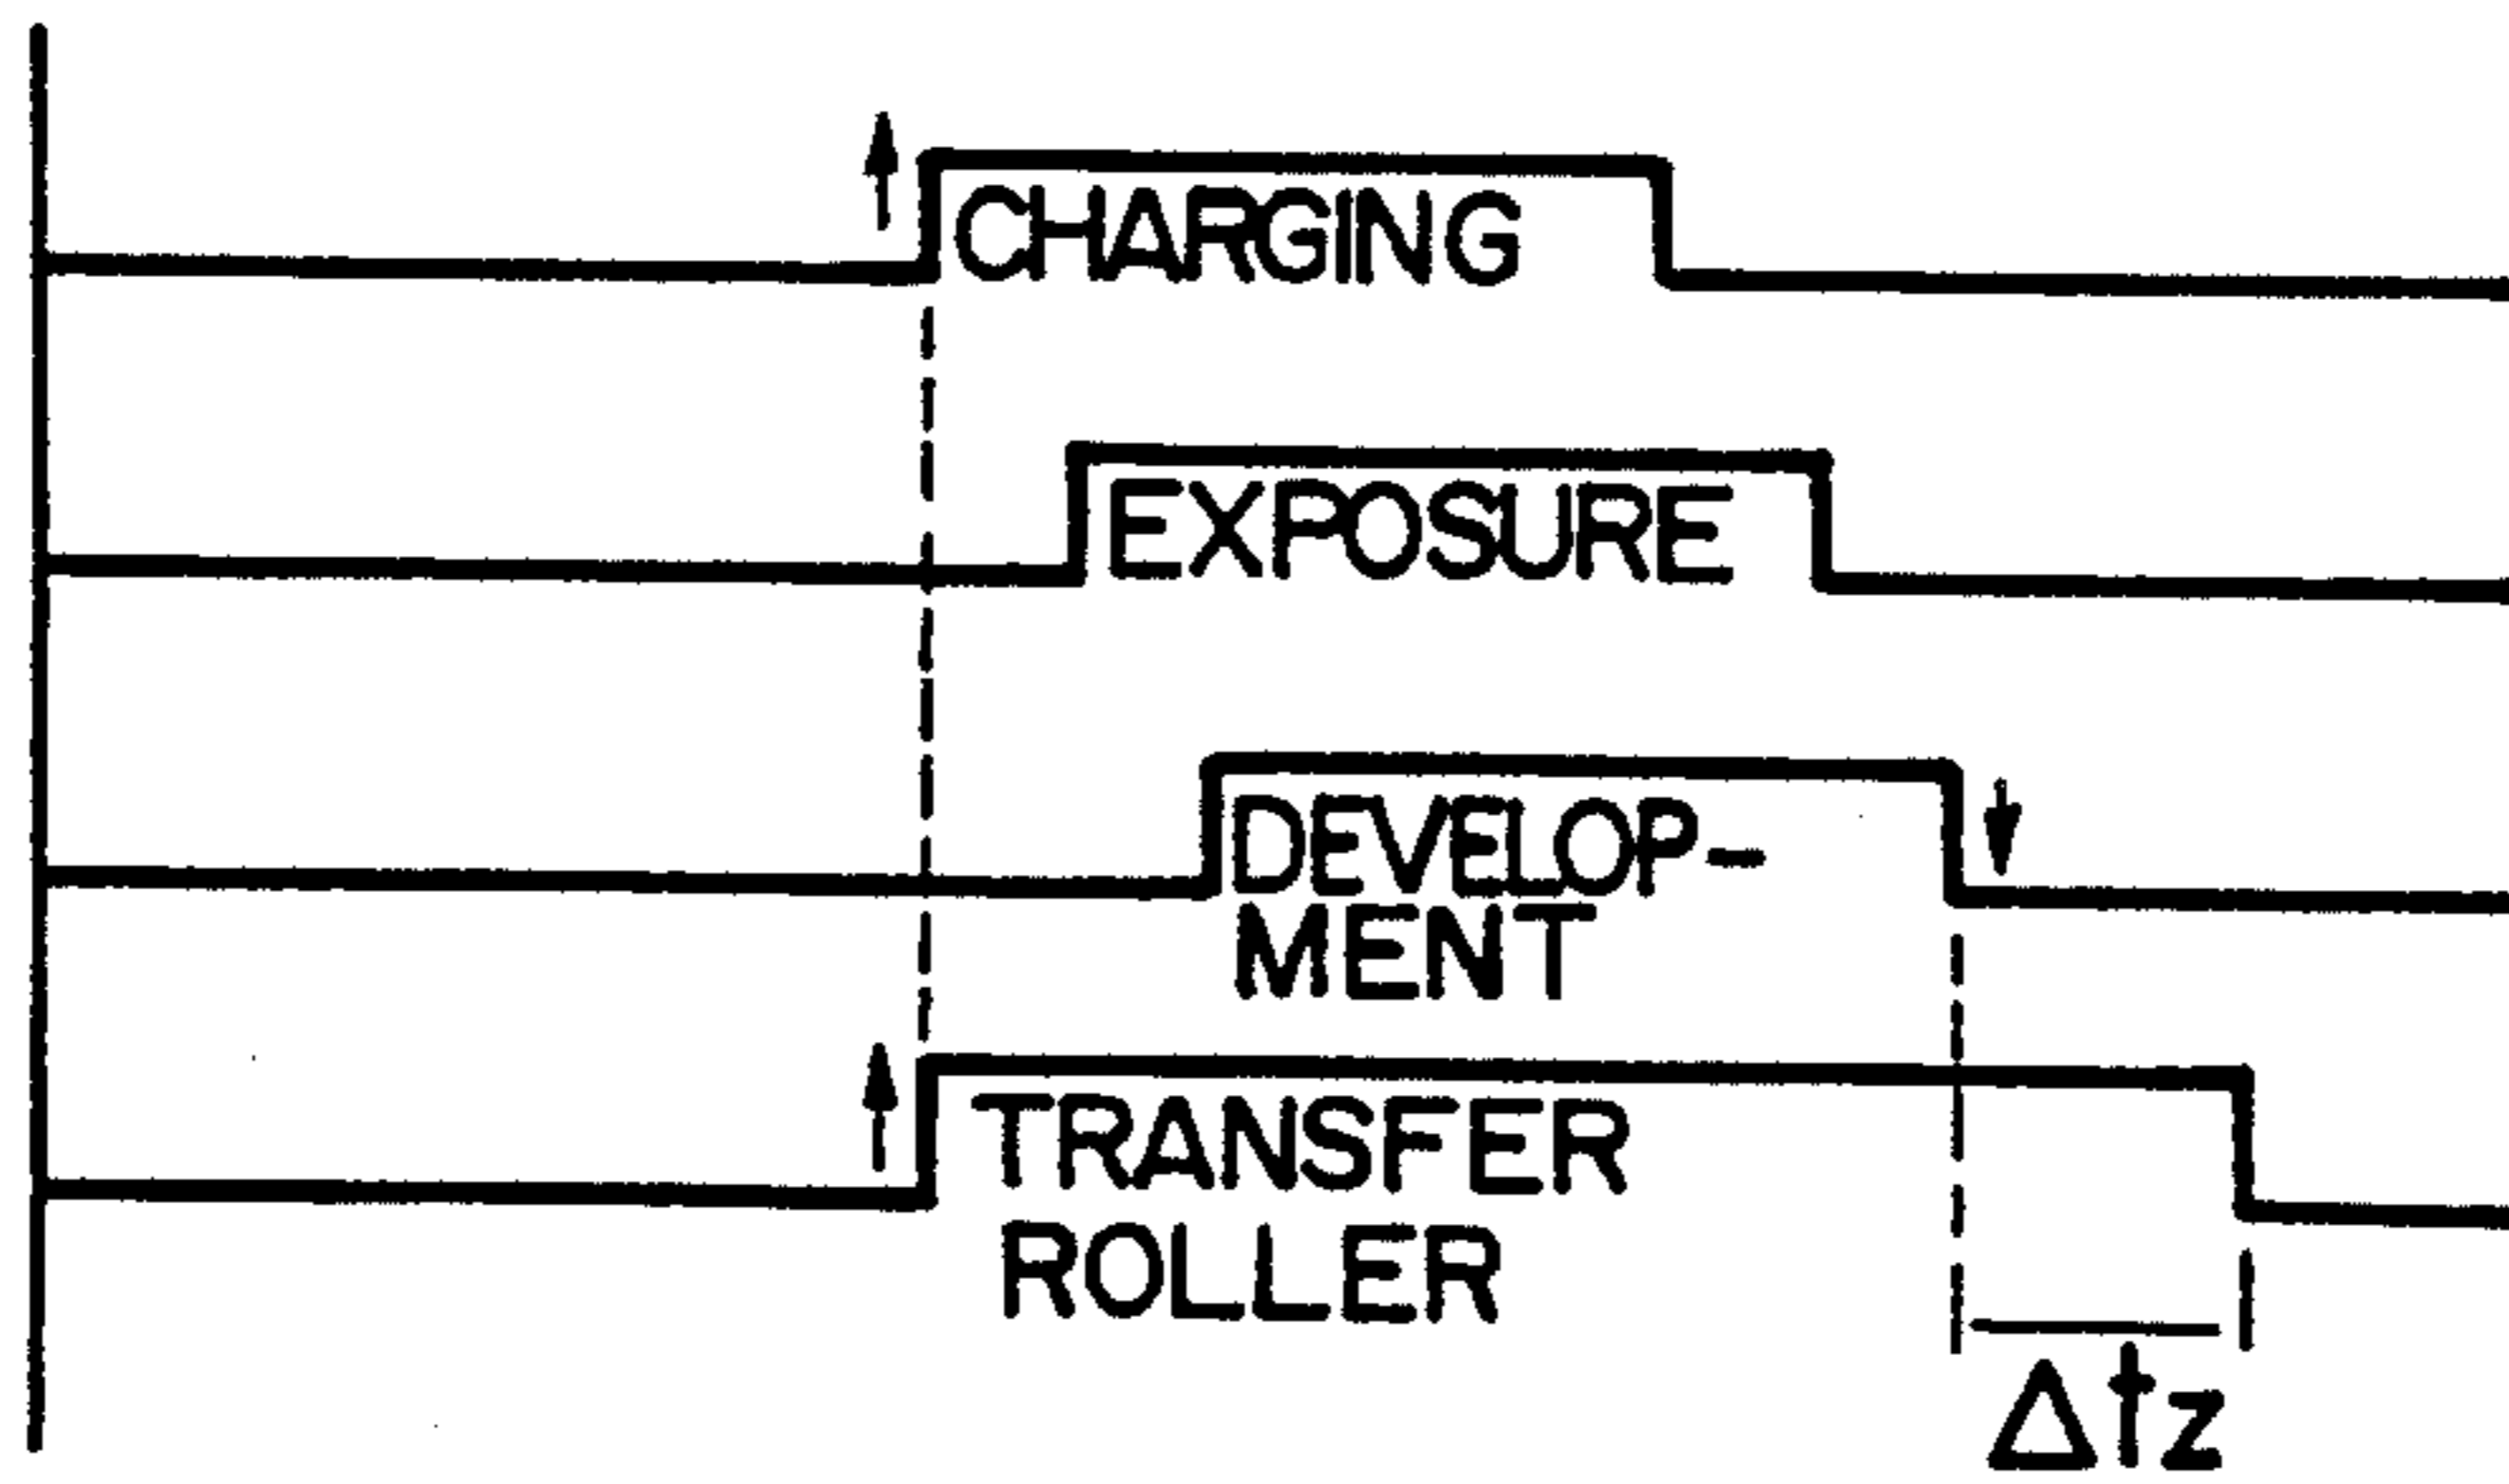 CHARGING
EXPOSURE
DEVELOP-
MENT
TRANSFER
ROLLER
Δtz